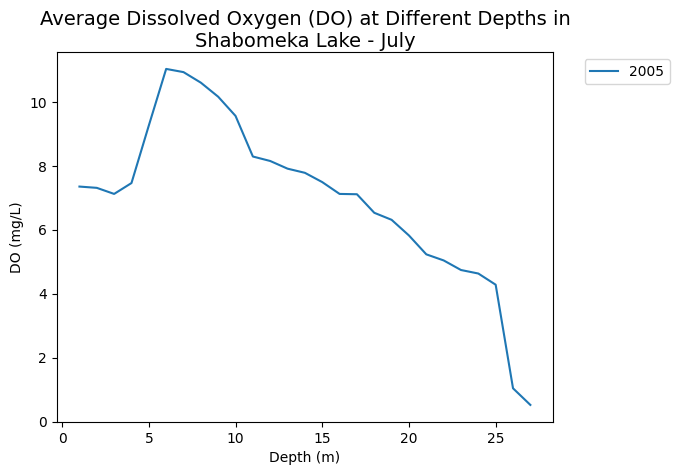 Average Dissolved Oxygen (DO) at Different Depths in
Shabomeka Lake - July
2005
10
8
6
4
2
0
DO (mg/L)
0 5 10 15 20 25
Depth (m)